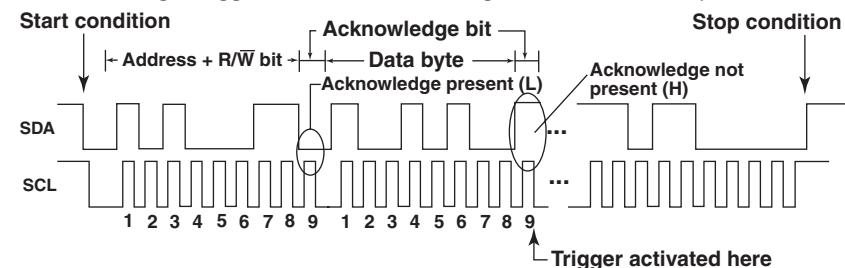 Start condition
Stop condition
Acknowledge bit
Address + R/W̅ bit
Data byte
Acknowledge present (L)
Acknowledge not
present (H)
SDA
...
SCL
...
1 2 3 4 5 6 7 8 9 1 2 3 4 5 6 7 8 9
Trigger activated here